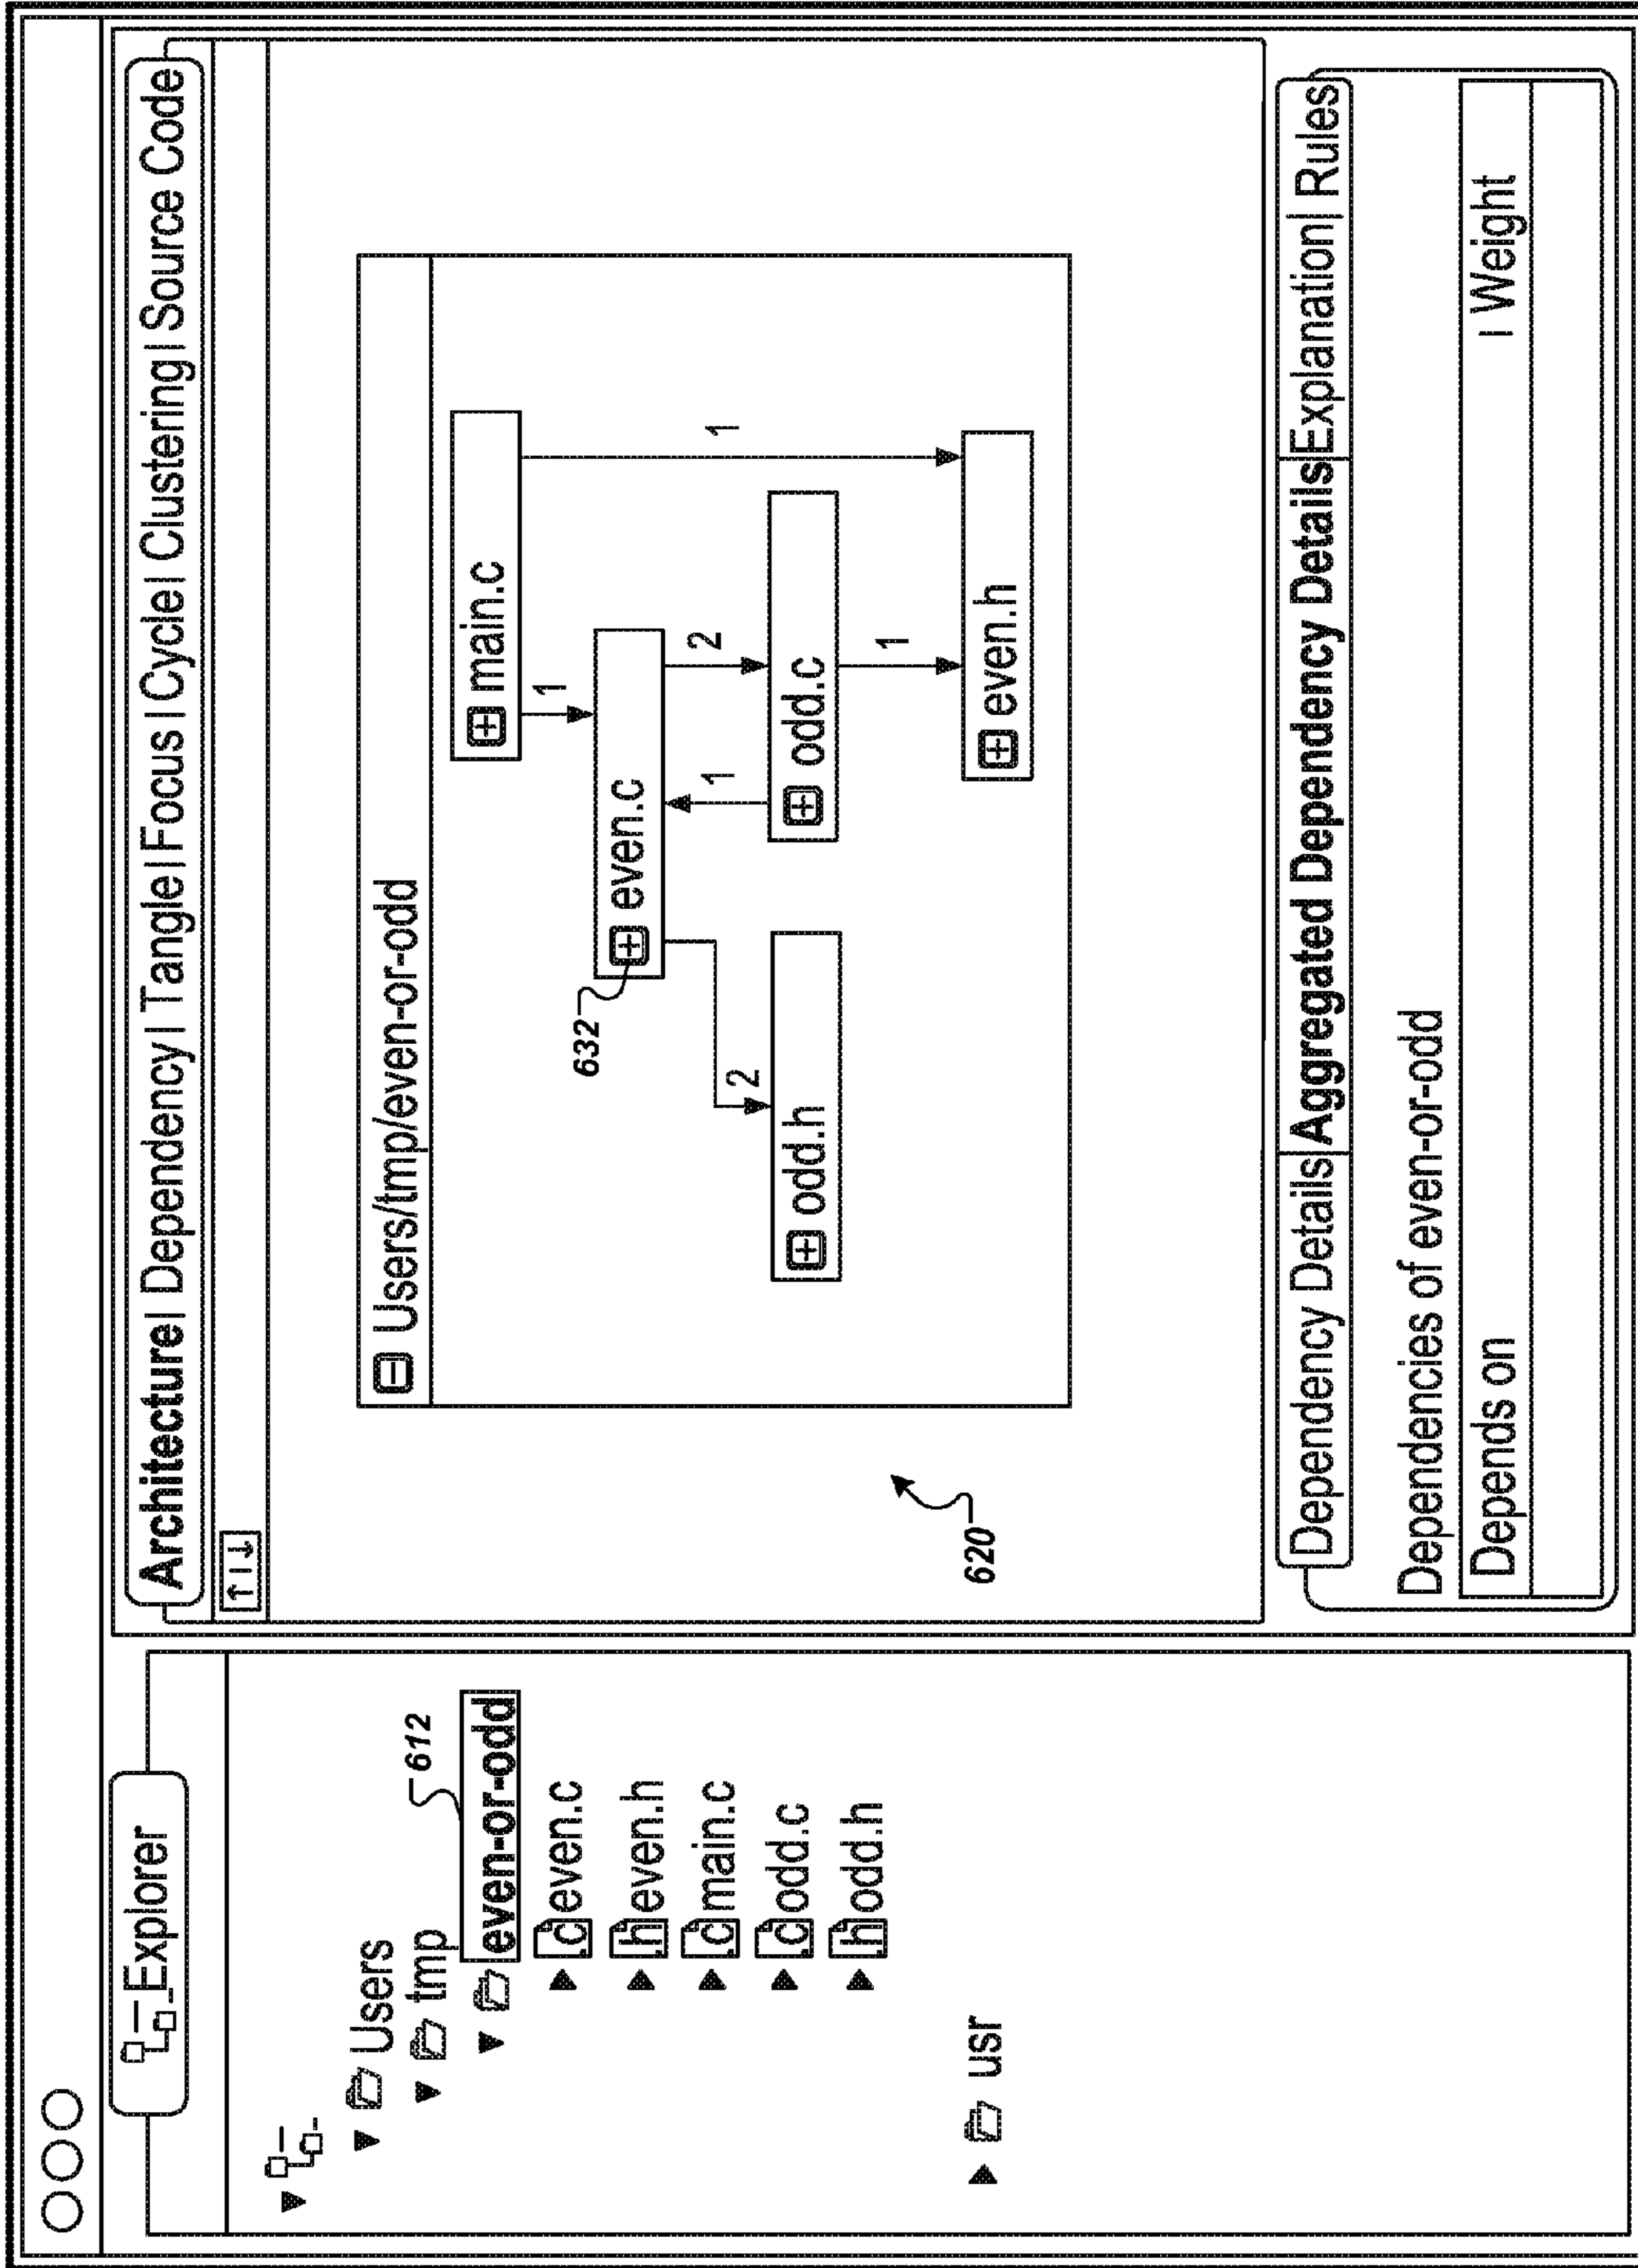 Explorer
Users
tmp
even-or-odd
612
.c even.c
.h even.h
.c main.c
.c odd.c
.h odd.h
usr
Architecture| Dependency| Tangle|Focus|Cycle| Clustering| Source Code
↑|↓
Users/tmp/even-or-odd
main.c
1
1
632
even.c
2
1
2
odd.h
odd.c
1
even.h
620
Dependency Details|Aggregated Dependency Details|Explanation| Rules
Dependencies of even-or-odd
Depends on | Weight